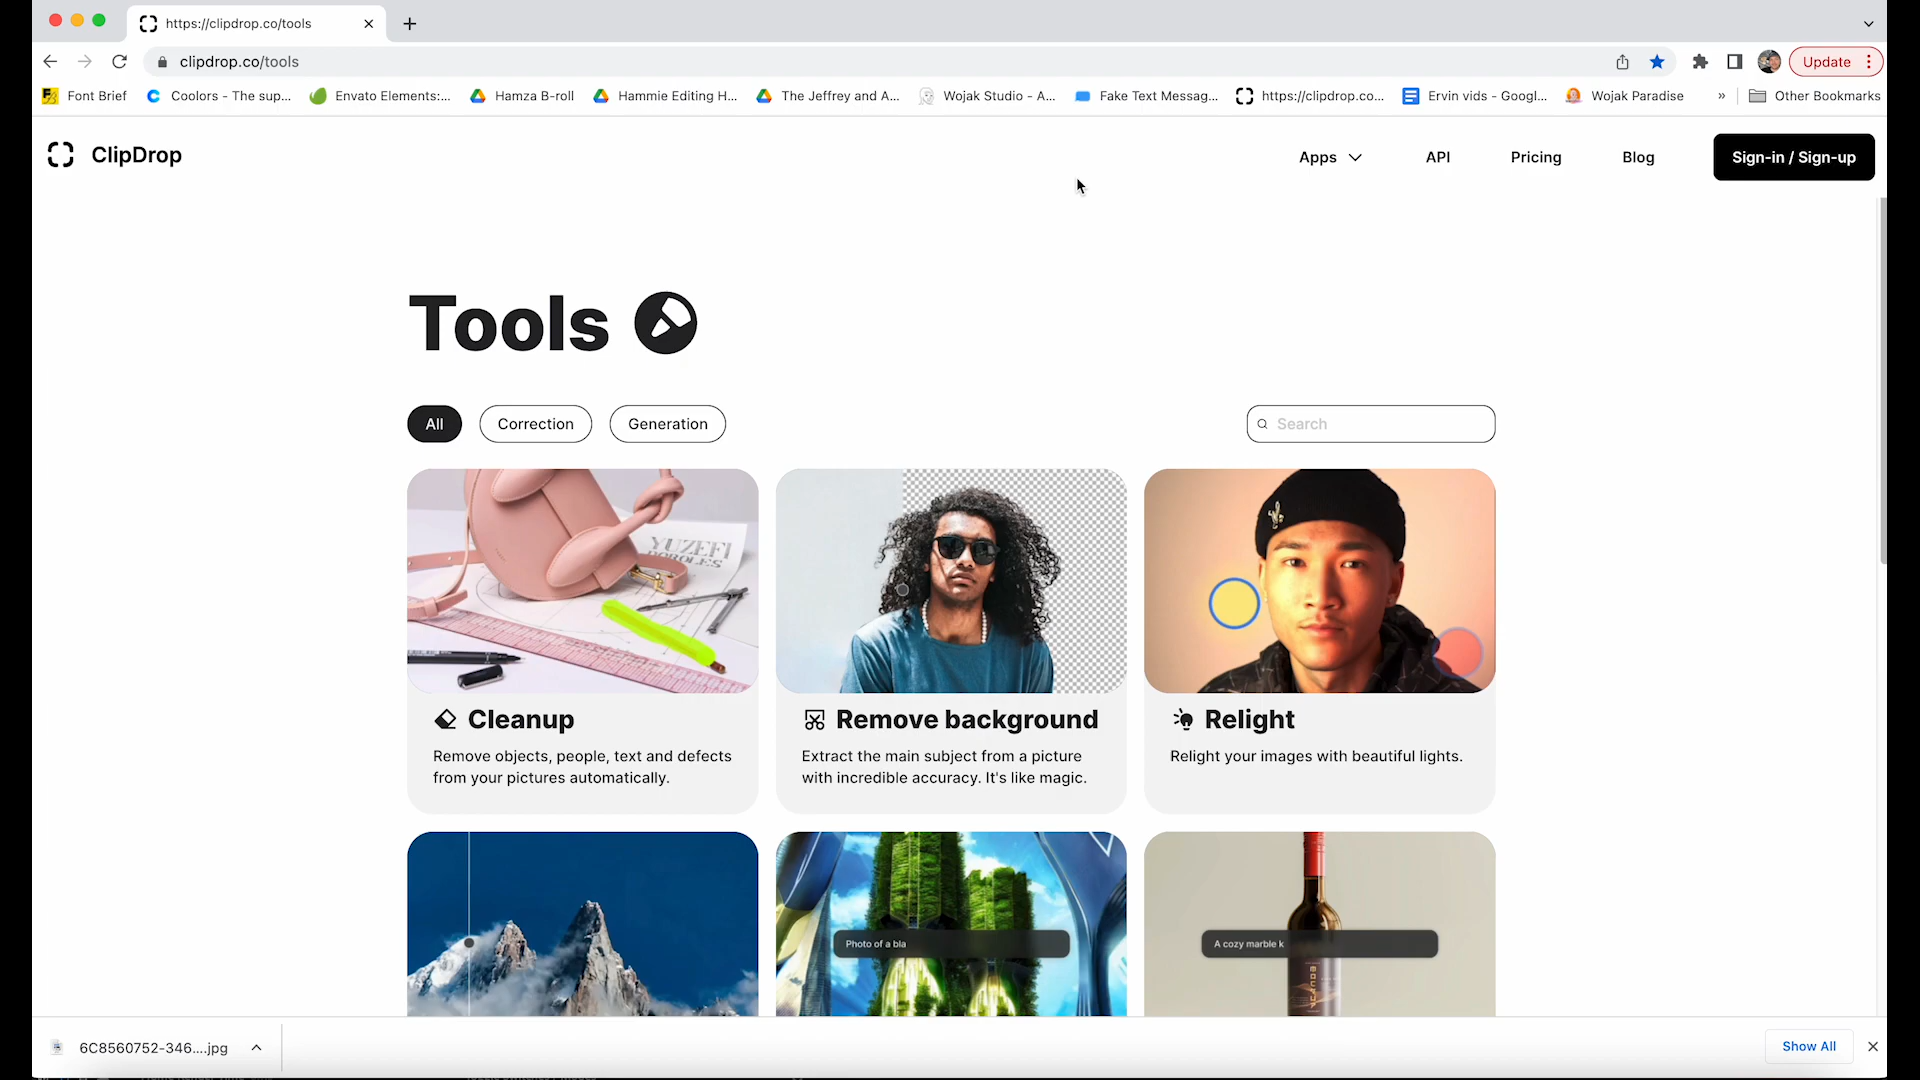 https://clipdrop.co/tools
clipdrop.co/tools
Update
Font Brief
Coolors - The sup...
Envato Elements:...
Hamza B-roll
Hammie Editing H...
The Jeffrey and A...
Wojak Studio - A...
Fake Text Messag...
https://clipdrop.co...
Ervin vids - Googl...
Wojak Paradise
»
Other Bookmarks
ClipDrop
Apps
API
Pricing
Blog
Sign-in / Sign-up
Tools
All
Correction
Generation
Search
YUZEFI
Cleanup
Remove objects, people, text and defects
from your pictures automatically.
Remove background
Extract the main subject from a picture
with incredible accuracy. It's like magic.
Relight
Relight your images with beautiful lights.
Photo of a bla
A cozy marble k
6C8560752-346....jpg
Show All